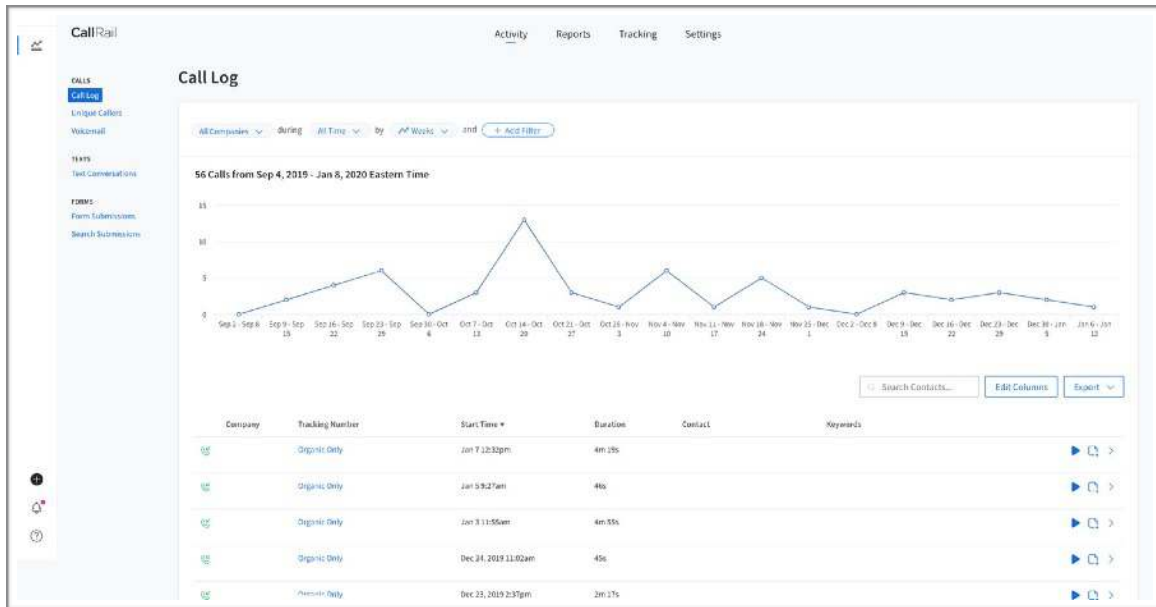 CallRail
Activity Reports Tracking Settings
CALLS
Call Log
Unique Callers
Voicemail
TEXTS
Text Conversations
FORMS
Form Submissions
Search Submissions
Call Log
All Companies during All Time by Weeks and + Add Filter
56 Calls from Sep 4, 2019 - Jan 8, 2020 Eastern Time
15
10
5
0
Sep 2 - Sep 8 Sep 9 - Sep 15 Sep 16 - Sep 22 Sep 23 - Sep 29 Sep 30 - Oct 6 Oct 7 - Oct 13 Oct 14 - Oct 20 Oct 21 - Oct 27 Oct 28 - Nov 3 Nov 4 - Nov 10 Nov 11 - Nov 17 Nov 18 - Nov 24 Nov 25 - Dec 1 Dec 2 - Dec 8 Dec 9 - Dec 15 Dec 16 - Dec 22 Dec 23 - Dec 29 Dec 30 - Jan 5 Jan 6 - Jan 12
Search Contacts... Edit Columns Export
Company Tracking Number Start Time Duration Contact Keywords
Organic Only Jan 7 12:32pm 4m 19s
Organic Only Jan 5 9:27am 46s
Organic Only Jan 3 11:55am 4m 55s
Organic Only Dec 24, 2019 11:02am 45s
Organic Only Dec 23, 2019 2:37pm 2m 17s